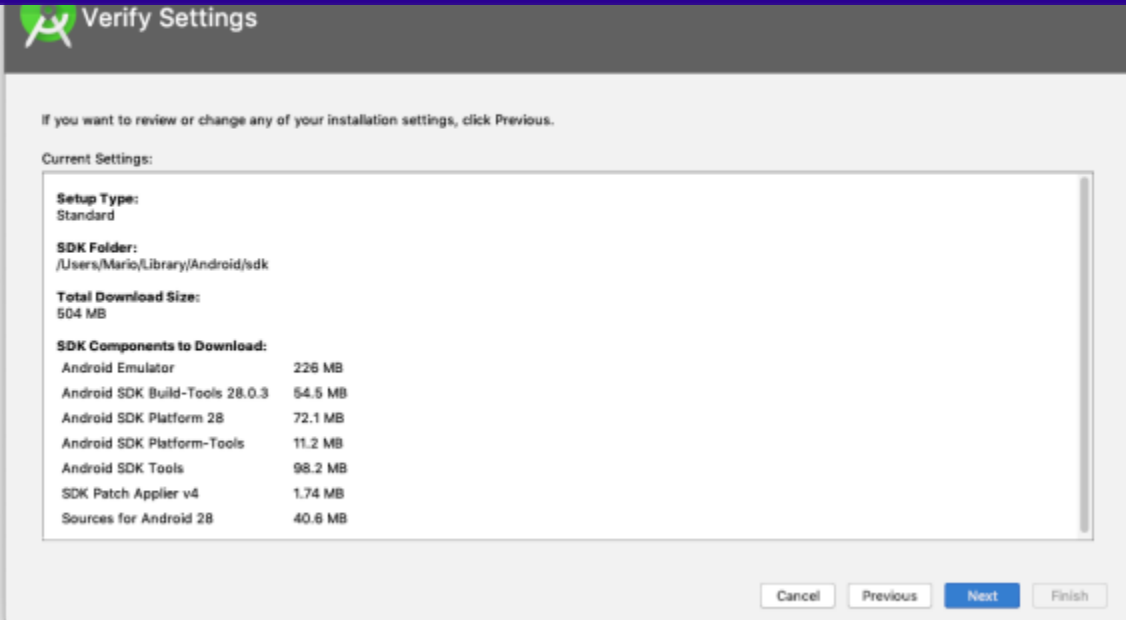 Verify Settings
If you want to review or change any of your installation settings, click Previous.
Current Settings:
Setup Type:
Standard
SDK Folder:
/Users/Mario/Library/Android/sdk
Total Download Size:
504 MB
SDK Components to Download:
Android Emulator 226 MB
Android SDK Build-Tools 28.0.3 54.5 MB
Android SDK Platform 28 72.1 MB
Android SDK Platform-Tools 11.2 MB
Android SDK Tools 98.2 MB
SDK Patch Applier v4 1.74 MB
Sources for Android 28 40.6 MB
Cancel Previous Next Finish